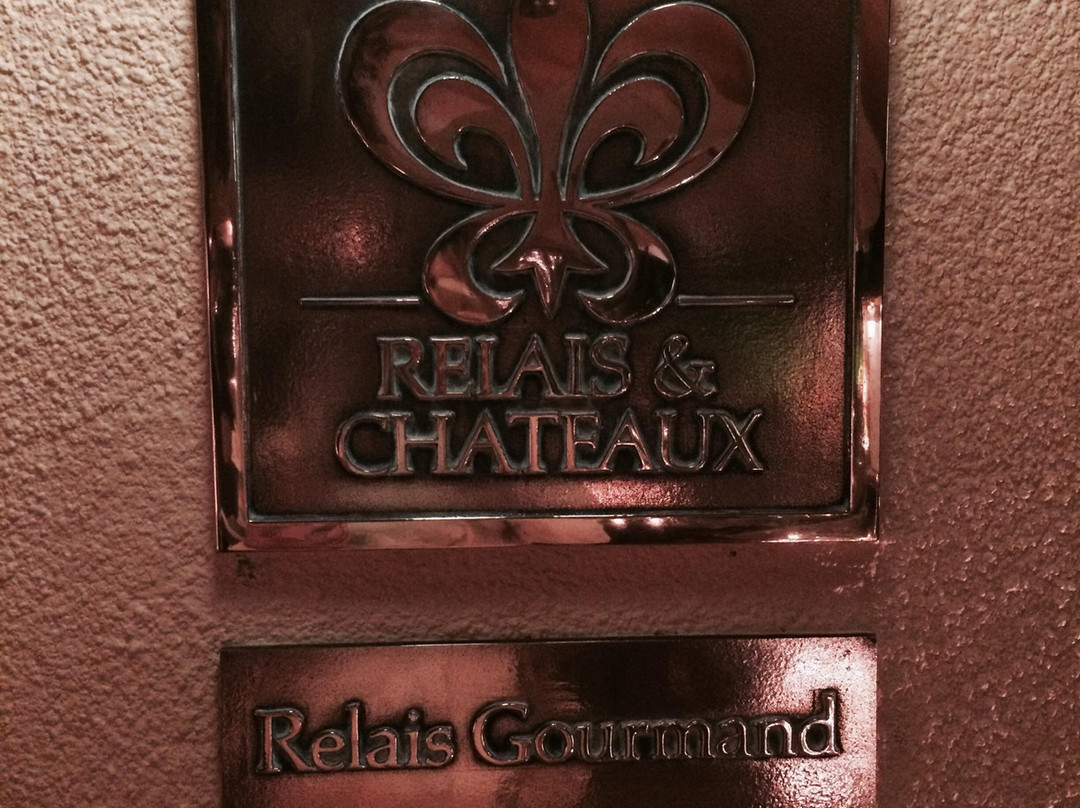 RELAIS &
CHATEAUX
Relais Gourmand